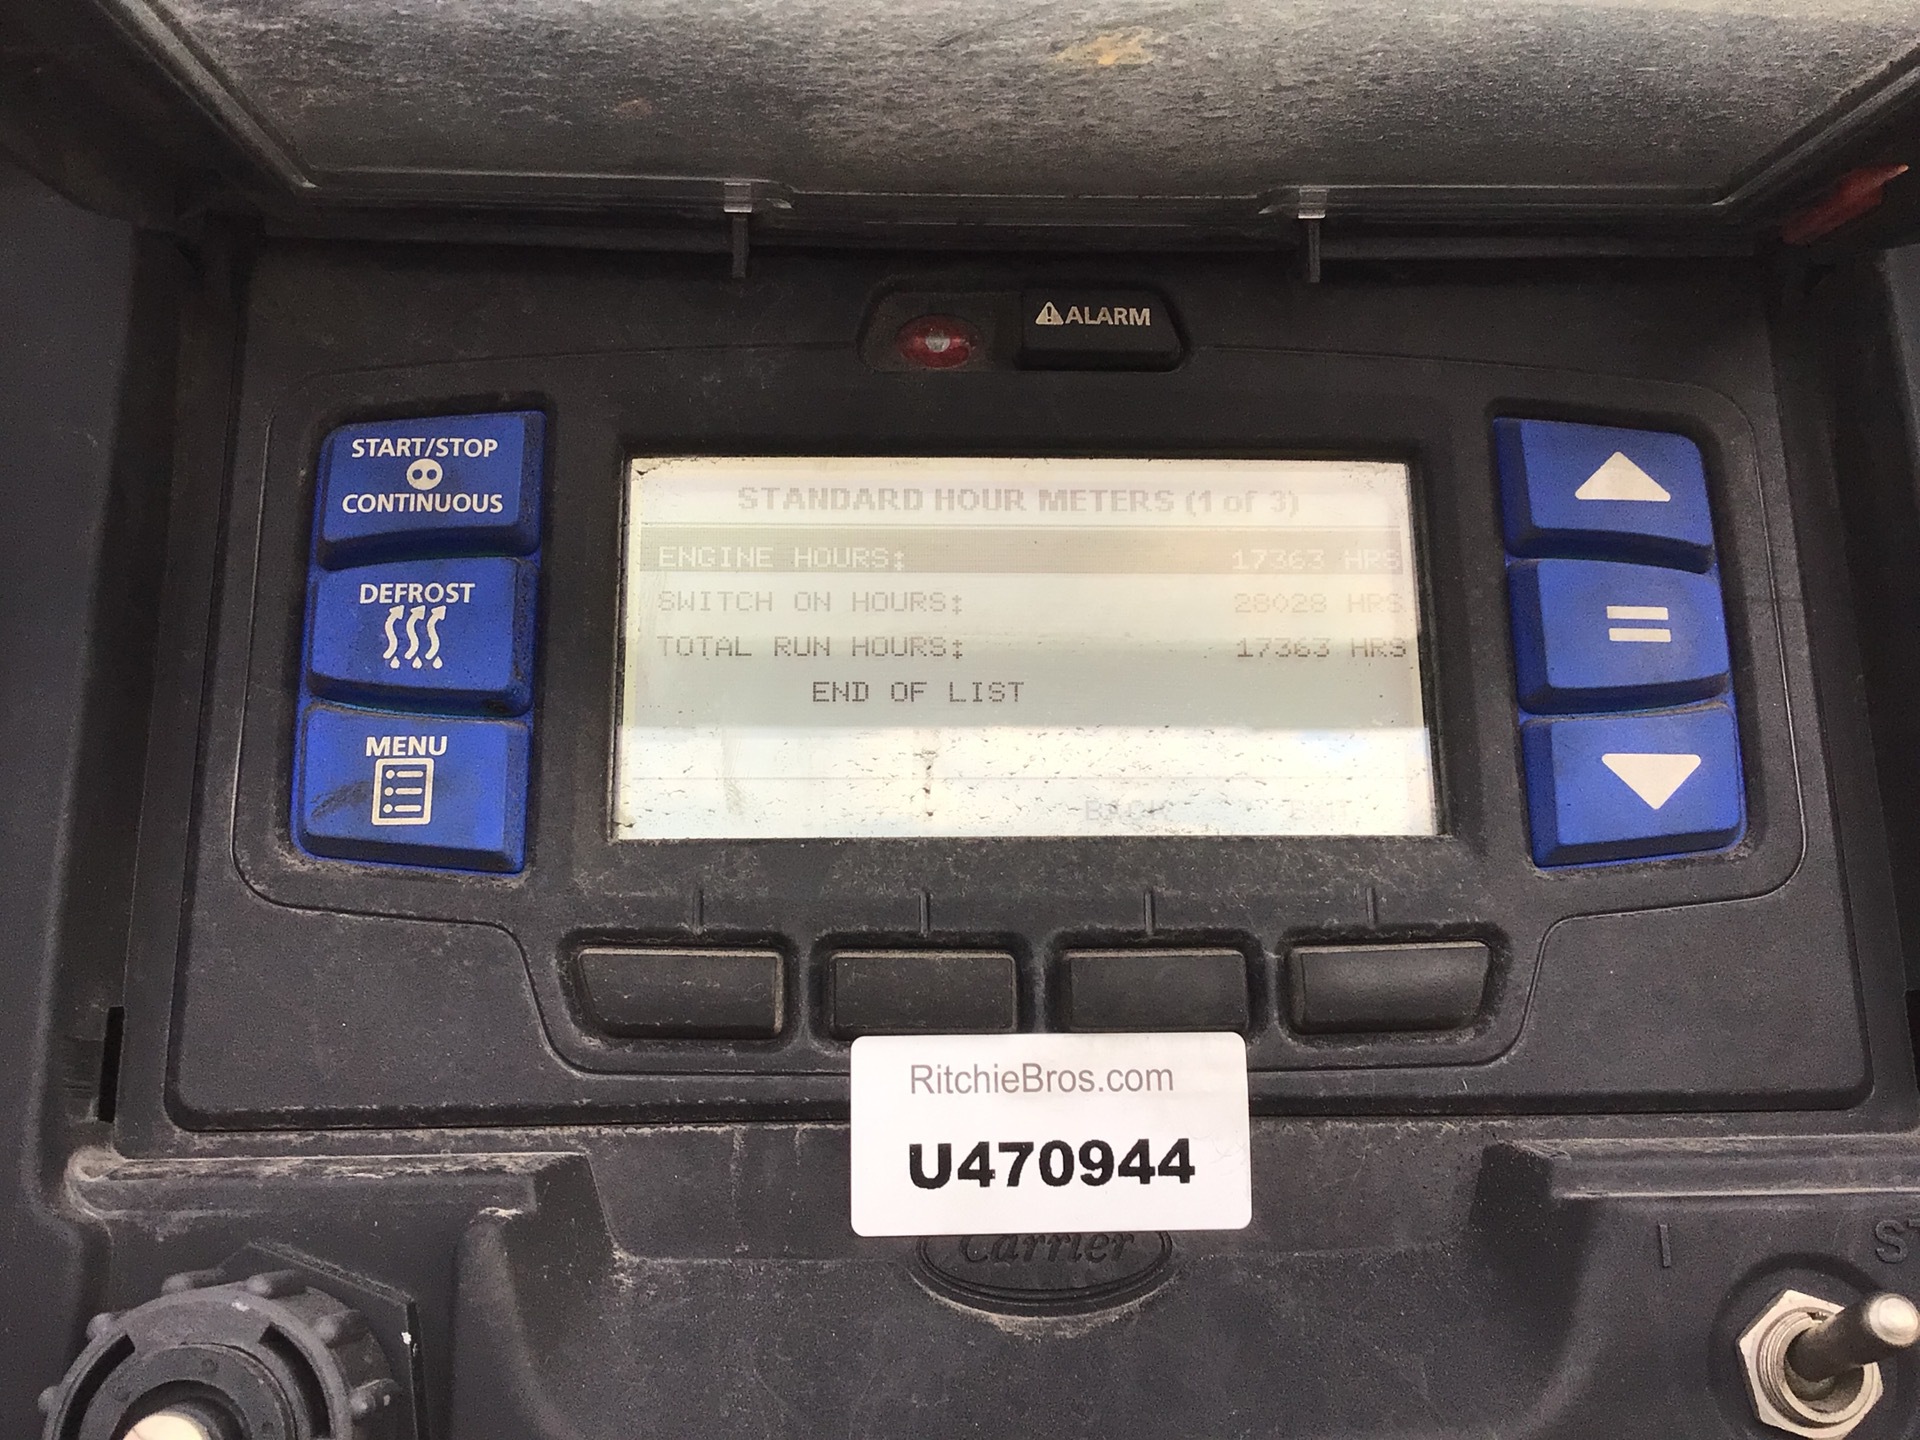 ALARM
START/STOP
CONTINUOUS
DEFROST
MENU
STANDARD HOUR METERS (1 of 3)
ENGINE HOURS: 17363 HRS
SWITCH ON HOURS: 28028 HRS
TOTAL RUN HOURS: 17363 HRS
END OF LIST
BACK
RitchieBros.com
U470944
Carrier
I